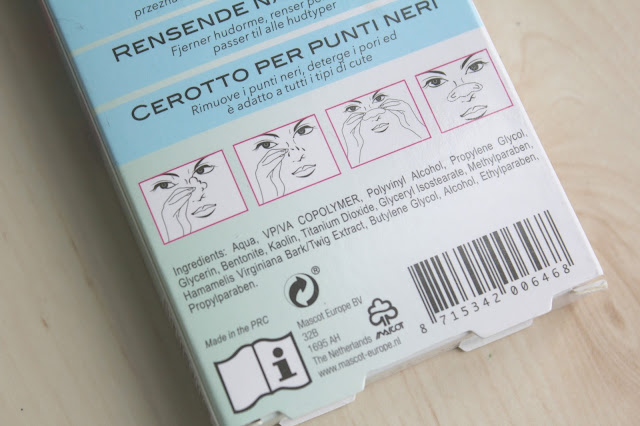 RENSENDE
Fjerner hudorme, renser
passer til alle hudtyper
CEROTTO PER PUNTI NERI
Rimuove i punti neri, deterge i pori ed
è adatto a tutti i tipi di cute
Ingredients: Aqua, VP/VA COPOLYMER, Polyvinyl Alcohol, Propylene Glycol,
Glycerin, Bentonite, Kaolin, Titanium Dioxide, Glyceryl Isostearate, Methylparaben,
Hamamelis Virginiana Bark/Twig Extract, Butylene Glycol, Alcohol, Ethylparaben,
Propylparaben.
Made in the PRC
Mascot Europe BV
32B
1695 AH
The Netherlands
www.mascot-europe.nl
MASCOT
8 715342 006468